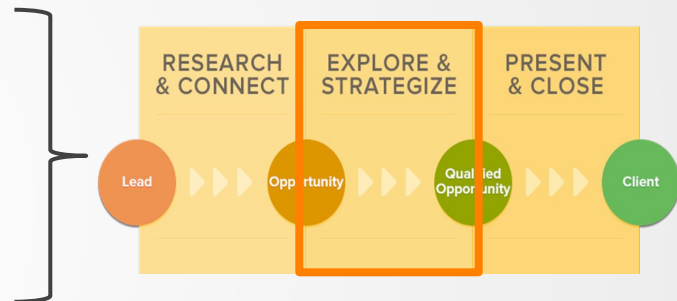 RESEARCH
& CONNECT
EXPLORE &
STRATEGIZE
PRESENT
& CLOSE
Lead
Opportunity
Qualified
Opportunity
Client